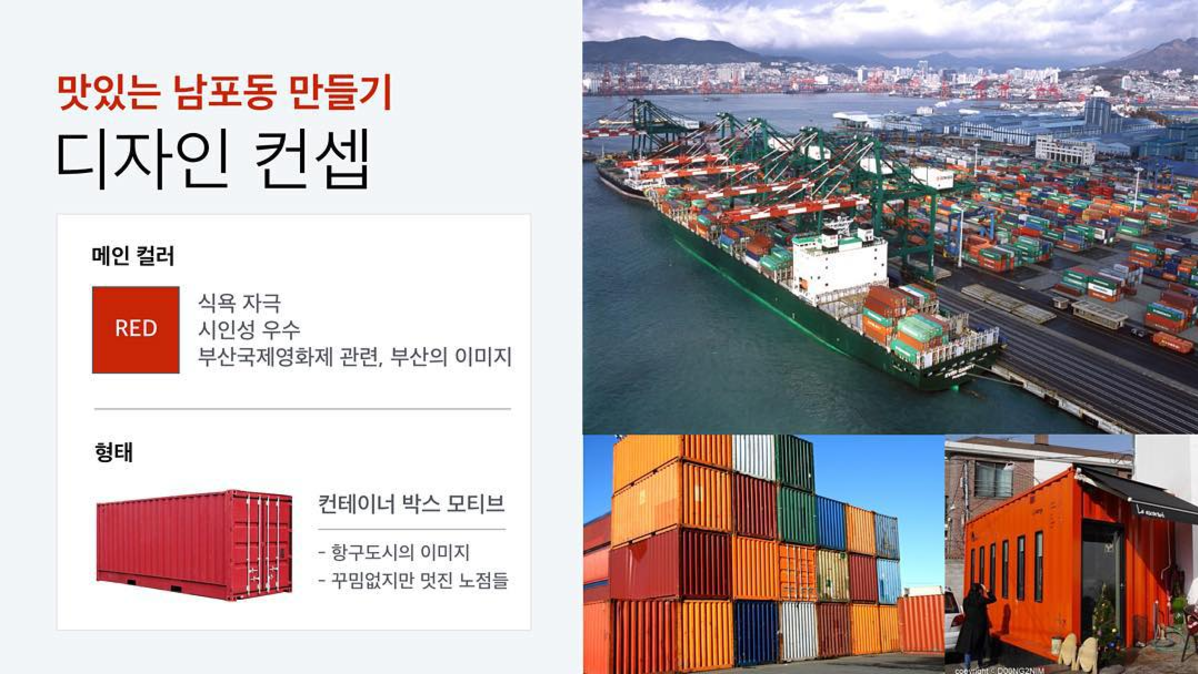 맛있는 남포동 만들기
디자인 컨셉
메인 컬러
RED
식욕 자극
시인성 우수
부산국제영화제 관련, 부산의 이미지
형태
컨테이너 박스 모티브
- 항구도시의 이미지
- 꾸밈없지만 멋진 노점들